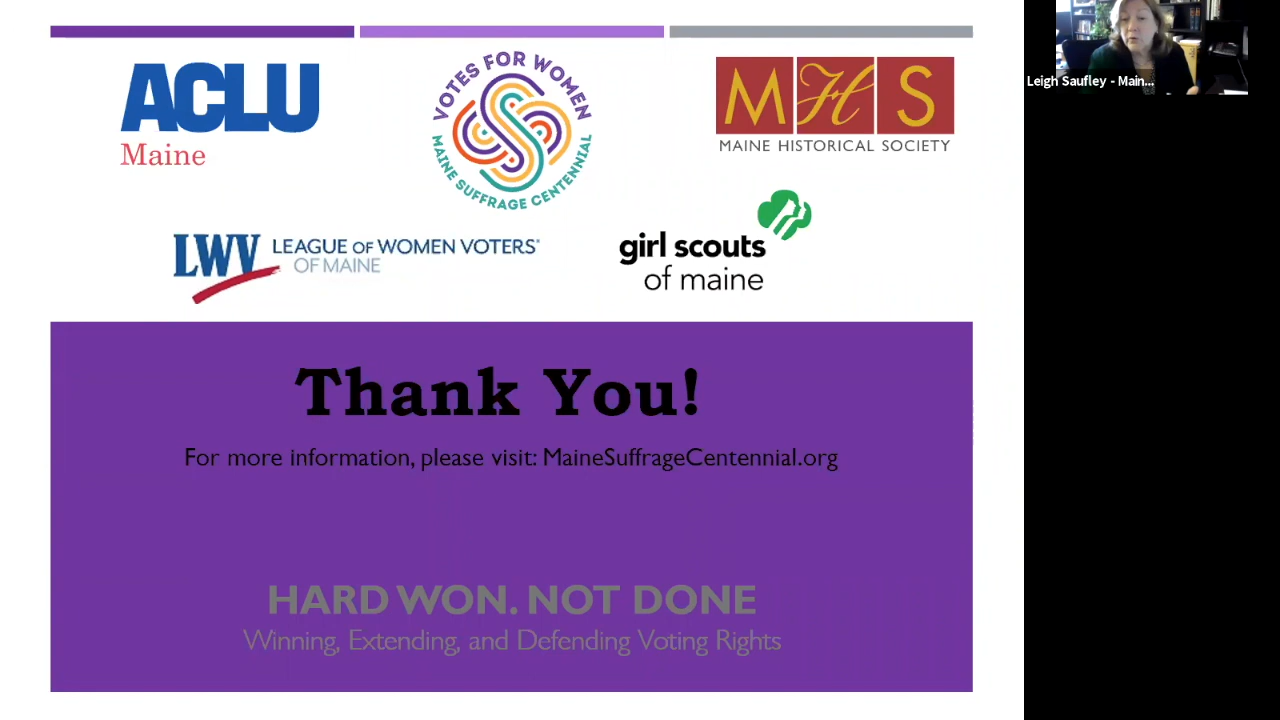 ACLU
Maine
VOTES FOR WOMEN
MAINE SUFFRAGE CENTENNIAL
MHS
MAINE HISTORICAL SOCIETY
Leigh Saufley - Main...
LWV LEAGUE OF WOMEN VOTERS®
OF MAINE
girl scouts
of maine
Thank You!
For more information, please visit: MaineSuffrageCentennial.org
HARD WON. NOT DONE
Winning, Extending, and Defending Voting Rights